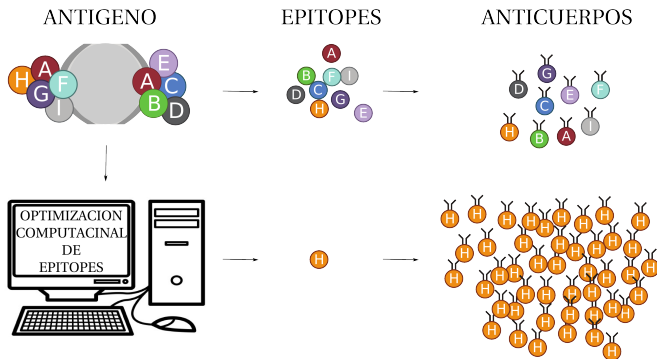 ANTIGENO
EPITOPES
ANTICUERPOS
H A G F I
A E C B D
A
B F I
D C G
H E
G
D E F
C
H B A I
OPTIMIZACION
COMPUTACINAL
DE
EPITOPES
H
H H H H H H H H H
H H H H H H H H
H H H H H H H
H H H H H H H H
H H H H H H H
H H H H H H